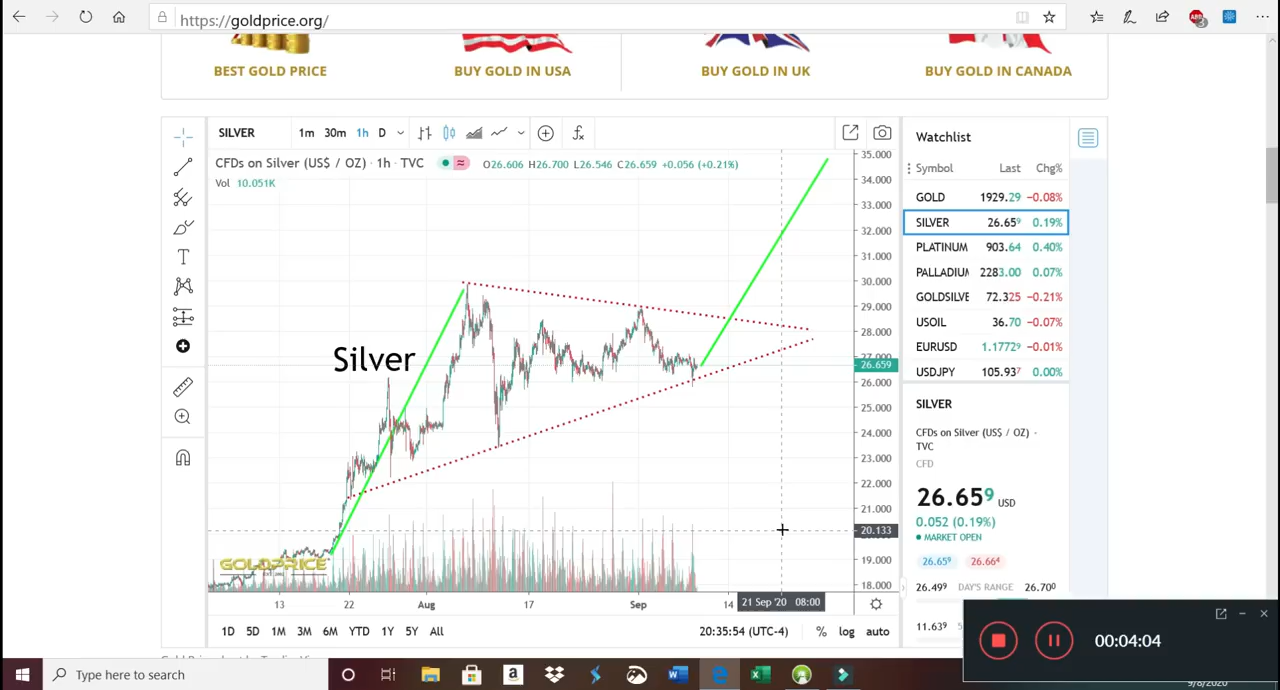 https://goldprice.org/
BEST GOLD PRICE
BUY GOLD IN USA
BUY GOLD IN UK
BUY GOLD IN CANADA
SILVER
1m 30m 1h D
CFDs on Silver (US$ / OZ) · 1h · TVC
O26.606 H26.700 L26.546 C26.659 +0.056 (+0.21%)
Vol 10.051K
Silver
35.000
34.000
33.000
32.000
31.000
30.000
29.000
28.000
27.000
26.659
26.000
25.000
24.000
23.000
22.000
21.000
20.133
19.000
18.000
GOLDPRICE
13 22 Aug 17 Sep 14 21 Sep '20 08:00
1D 5D 1M 3M 6M YTD 1Y 5Y All
20:35:54 (UTC-4) % log auto
Watchlist
Symbol Last Chg%
GOLD 1929.29 −0.08%
SILVER 26.659 0.19%
PLATINUM 903.64 0.40%
PALLADIUM 2283.00 0.07%
GOLDSILVE 72.325 −0.21%
USOIL 36.70 −0.07%
EURUSD 1.17729 −0.01%
USDJPY 105.937 0.00%
SILVER
CFDs on Silver (US$ / OZ) ·
TVC
CFD
26.659 USD
0.052 (0.19%)
MARKET OPEN
26.659 26.664
26.499 DAY'S RANGE 26.700
11.639
00:04:04
Type here to search
9/8/2020